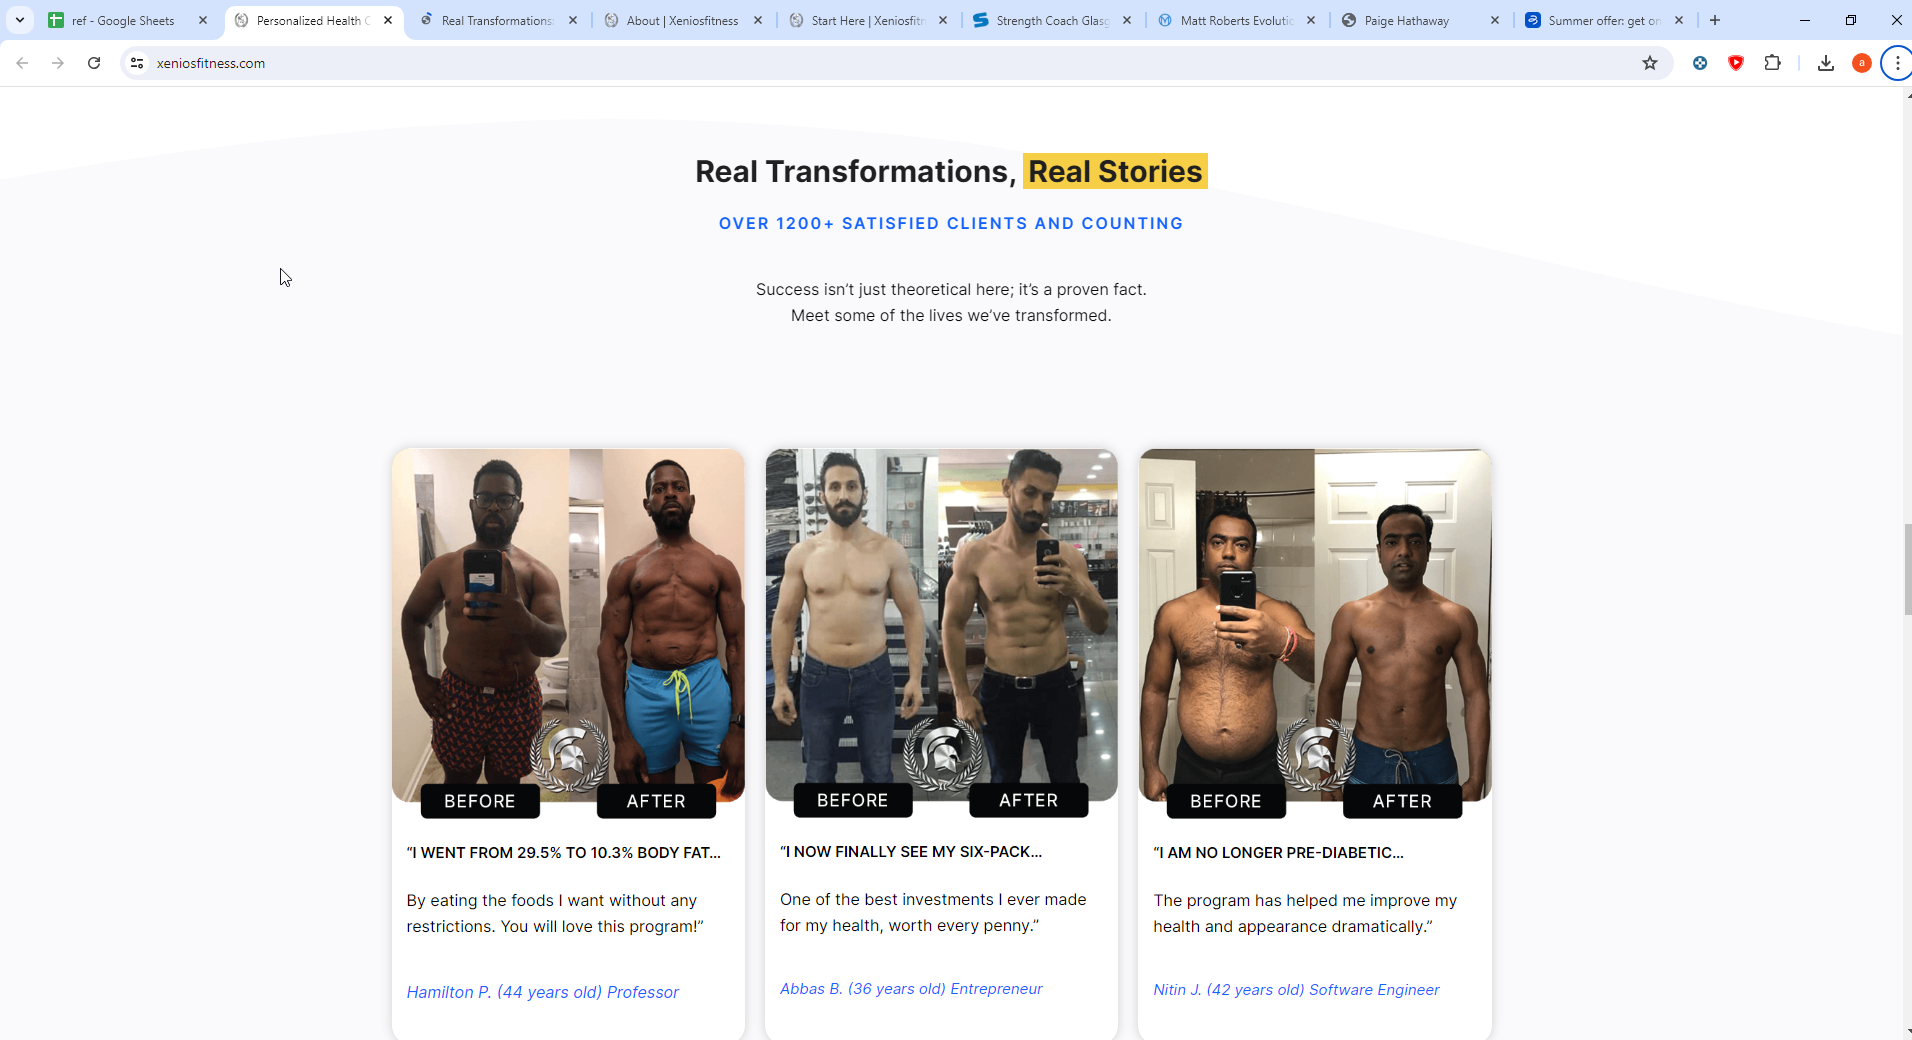 ref - Google Sheets
Personalized Health C
Real Transformations:
About | Xeniosfitness
Start Here | Xeniosfitn
Strength Coach Glasg
Matt Roberts Evolutio
Paige Hathaway
Summer offer: get on
xeniosfitness.com
a
Real Transformations, Real Stories
OVER 1200+ SATISFIED CLIENTS AND COUNTING
Success isn’t just theoretical here; it’s a proven fact.
Meet some of the lives we’ve transformed.
BEFORE
AFTER
“I WENT FROM 29.5% TO 10.3% BODY FAT...
By eating the foods I want without any
restrictions. You will love this program!”
Hamilton P. (44 years old) Professor
BEFORE
AFTER
“I NOW FINALLY SEE MY SIX-PACK...
One of the best investments I ever made
for my health, worth every penny.”
Abbas B. (36 years old) Entrepreneur
BEFORE
AFTER
“I AM NO LONGER PRE-DIABETIC...
The program has helped me improve my
health and appearance dramatically.”
Nitin J. (42 years old) Software Engineer